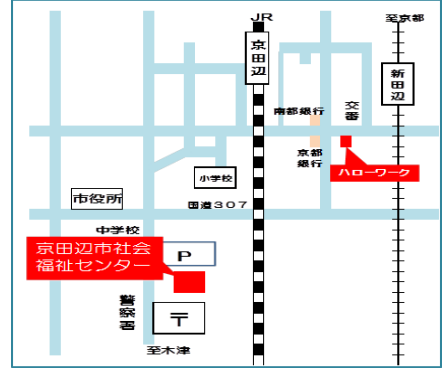 JR
至京都
京田辺
新田辺
交番
南都銀行
京都
銀行
ハローワーク
小学校
市役所
国道307
中学校
京田辺市社会
福祉センター
P
警察署
〒
至木津